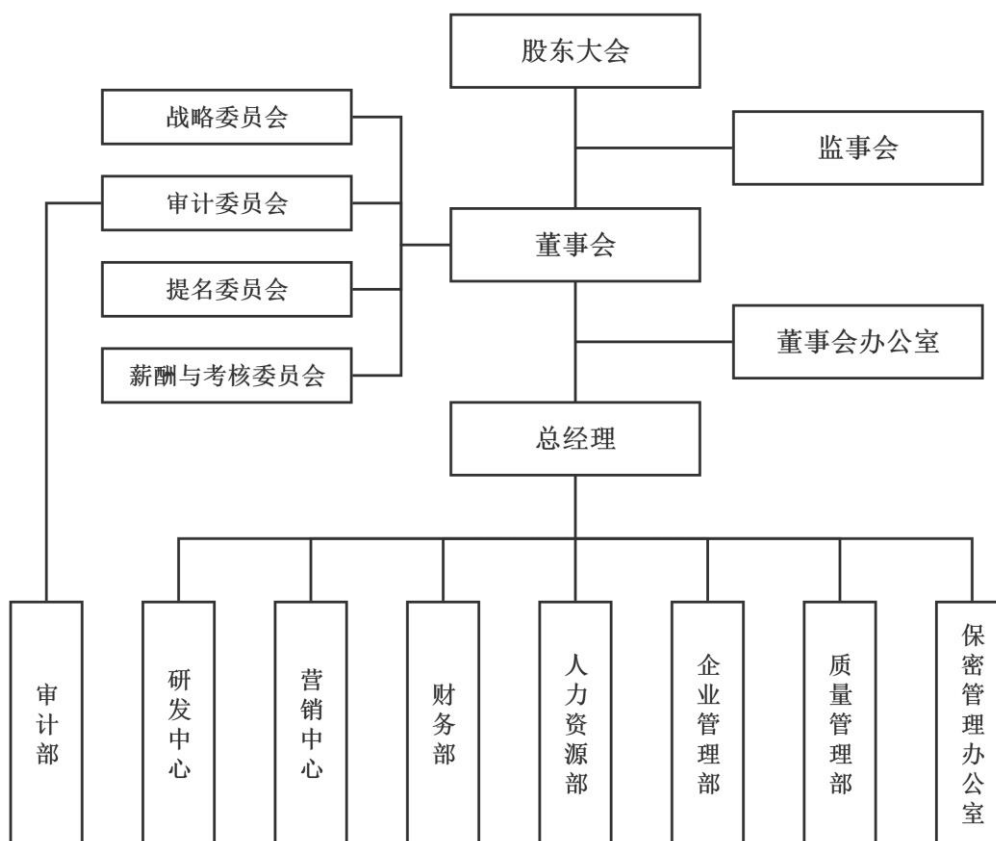 股东大会
战略委员会
监事会
审计委员会
董事会
提名委员会
董事会办公室
薪酬与考核委员会
总经理
审计部
研发中心
营销中心
财务部
人力资源部
企业管理部
质量管理部
保密管理办公室